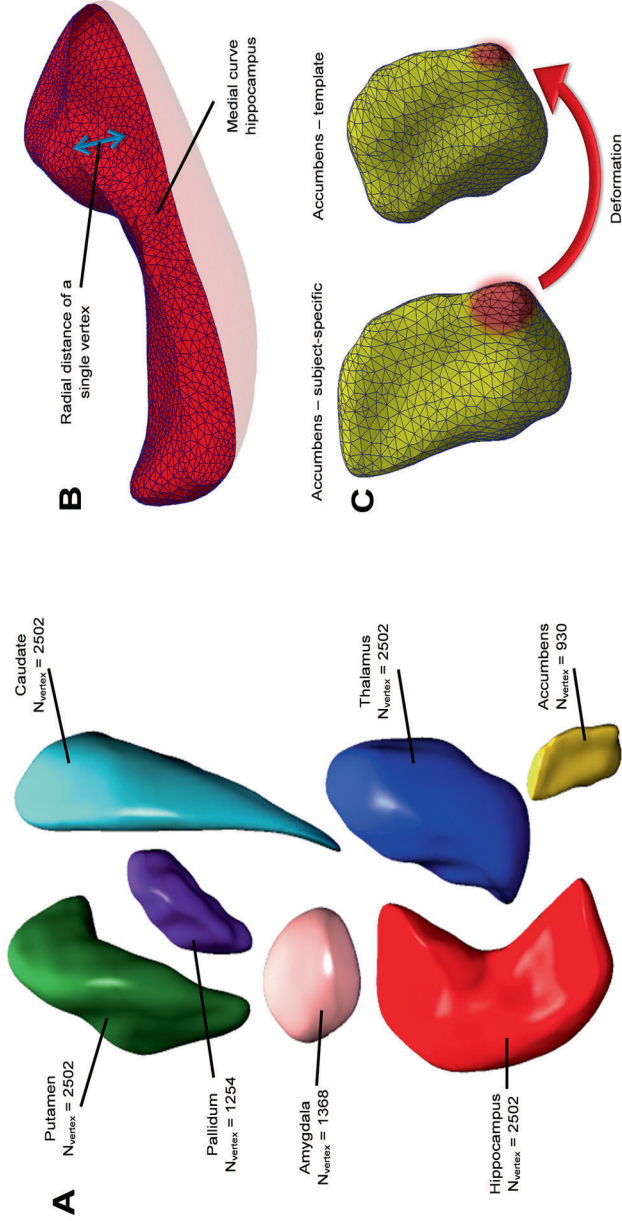 A
Putamen
Nvertex = 2502
Caudate
Nvertex = 2502
Pallidum
Nvertex = 1254
Amygdala
Nvertex = 1368
Thalamus
Nvertex = 2502
Hippocampus
Nvertex = 2502
Accumbens
Nvertex = 930
B
Radial distance of a
single vertex
Medial curve
hippocampus
C
Accumbens – subject-specific
Accumbens – template
Deformation